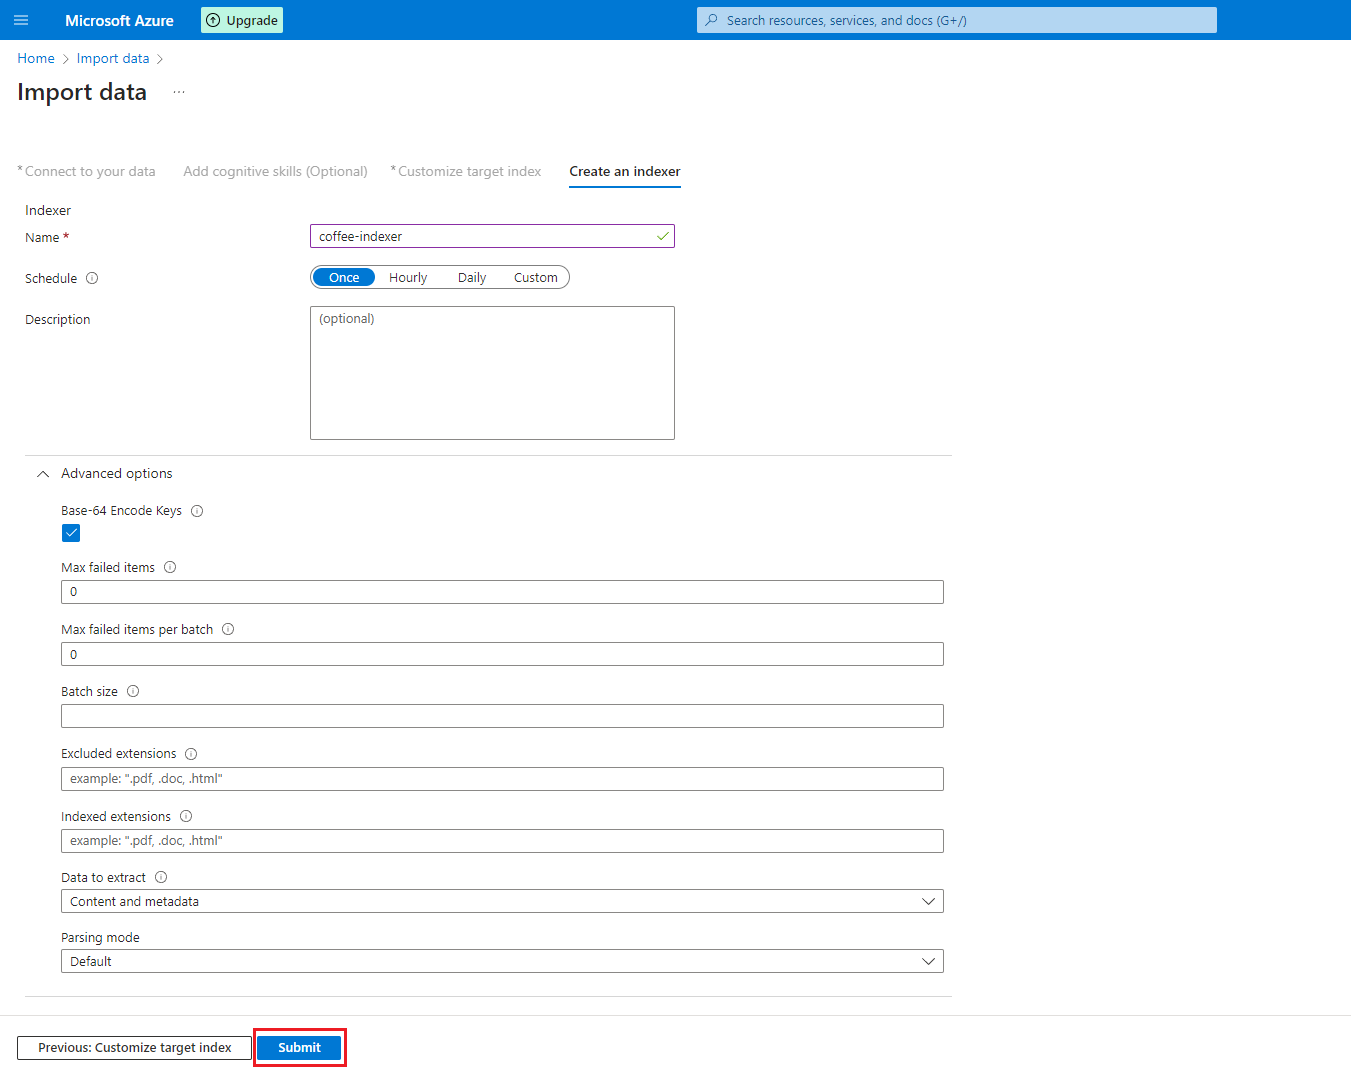 Microsoft Azure
Upgrade
Search resources, services, and docs (G+/)
Home > Import data >
Import data ...
* Connect to your data
Add cognitive skills (Optional)
* Customize target index
Create an indexer
Indexer
Name *
coffee-indexer
Schedule
Once Hourly Daily Custom
Description
(optional)
Advanced options
Base-64 Encode Keys
Max failed items
0
Max failed items per batch
0
Batch size
Excluded extensions
example: ".pdf, .doc, .html"
Indexed extensions
example: ".pdf, .doc, .html"
Data to extract
Content and metadata
Parsing mode
Default
Previous: Customize target index
Submit